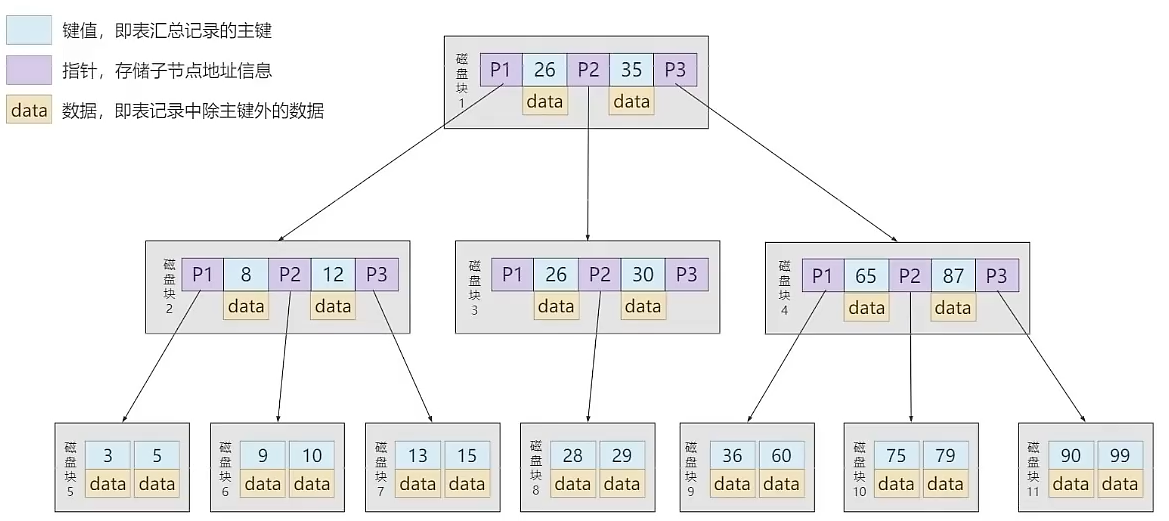 键值，即表汇总记录的主键
指针，存储子节点地址信息
data 数据，即表记录中除主键外的数据
磁盘块1
P1 26 P2 35 P3
data data
磁盘块2
P1 8 P2 12 P3
data data
磁盘块3
P1 26 P2 30 P3
data data
磁盘块4
P1 65 P2 87 P3
data data
磁盘块5
3 5
data data
磁盘块6
9 10
data data
磁盘块7
13 15
data data
磁盘块8
28 29
data data
磁盘块9
36 60
data data
磁盘块10
75 79
data data
磁盘块11
90 99
data data